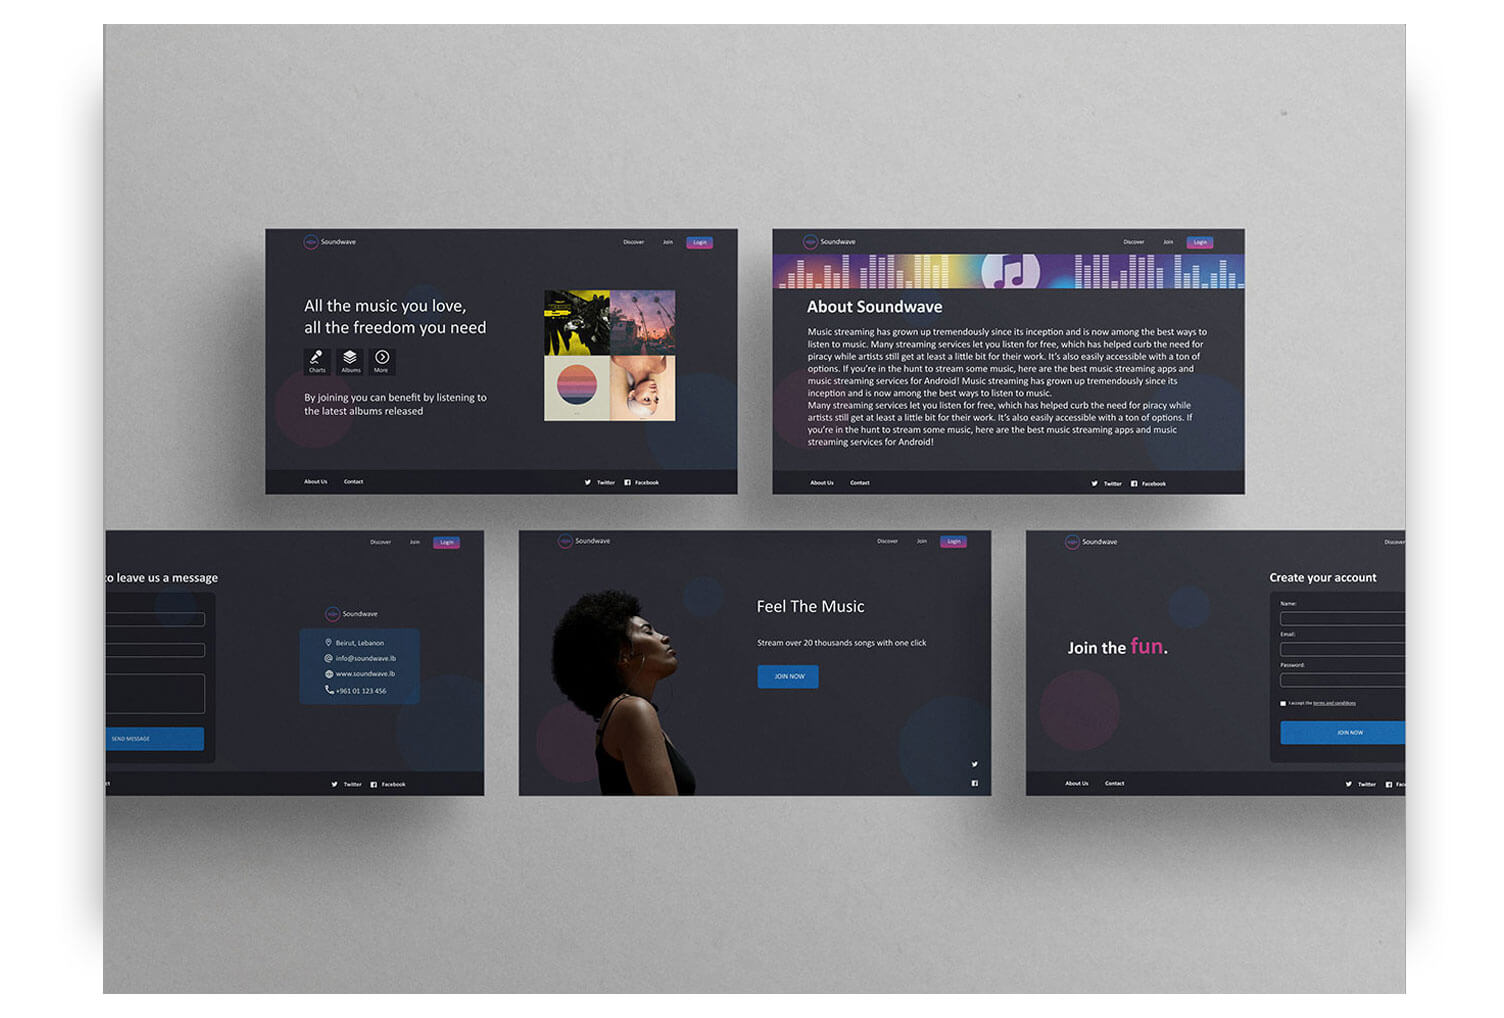 Soundwave
Discover Join Login
All the music you love,
all the freedom you need
Charts Albums More
By joining you can benefit by listening to
the latest albums released
About Us Contact Twitter Facebook
Soundwave
Discover Join Login
About Soundwave
Music streaming has grown up tremendously since its inception and is now among the best ways to
listen to music. Many streaming services let you listen for free, which has helped curb the need for
piracy while artists still get at least a little bit for their work. It's also easily accessible with a ton of
options. If you're in the hunt to stream some music, here are the best music streaming apps and
music streaming services for Android! Music streaming has grown up tremendously since its
inception and is now among the best ways to listen to music.
Many streaming services let you listen for free, which has helped curb the need for piracy while
artists still get at least a little bit for their work. It's also easily accessible with a ton of options. If
you're in the hunt to stream some music, here are the best music streaming apps and music
streaming services for Android!
About Us Contact Twitter Facebook
Discover Join Login
to leave us a message
Soundwave
Beirut, Lebanon
info@soundwave.lb
www.soundwave.lb
+961 01 123 456
SEND MESSAGE
Twitter Facebook
Soundwave
Discover Join Login
Feel The Music
Stream over 20 thousands songs with one click
JOIN NOW
Soundwave
Discover
Create your account
Name:
Email:
Password:
Join the fun.
I accept the terms and conditions
JOIN NOW
About Us Contact Twitter